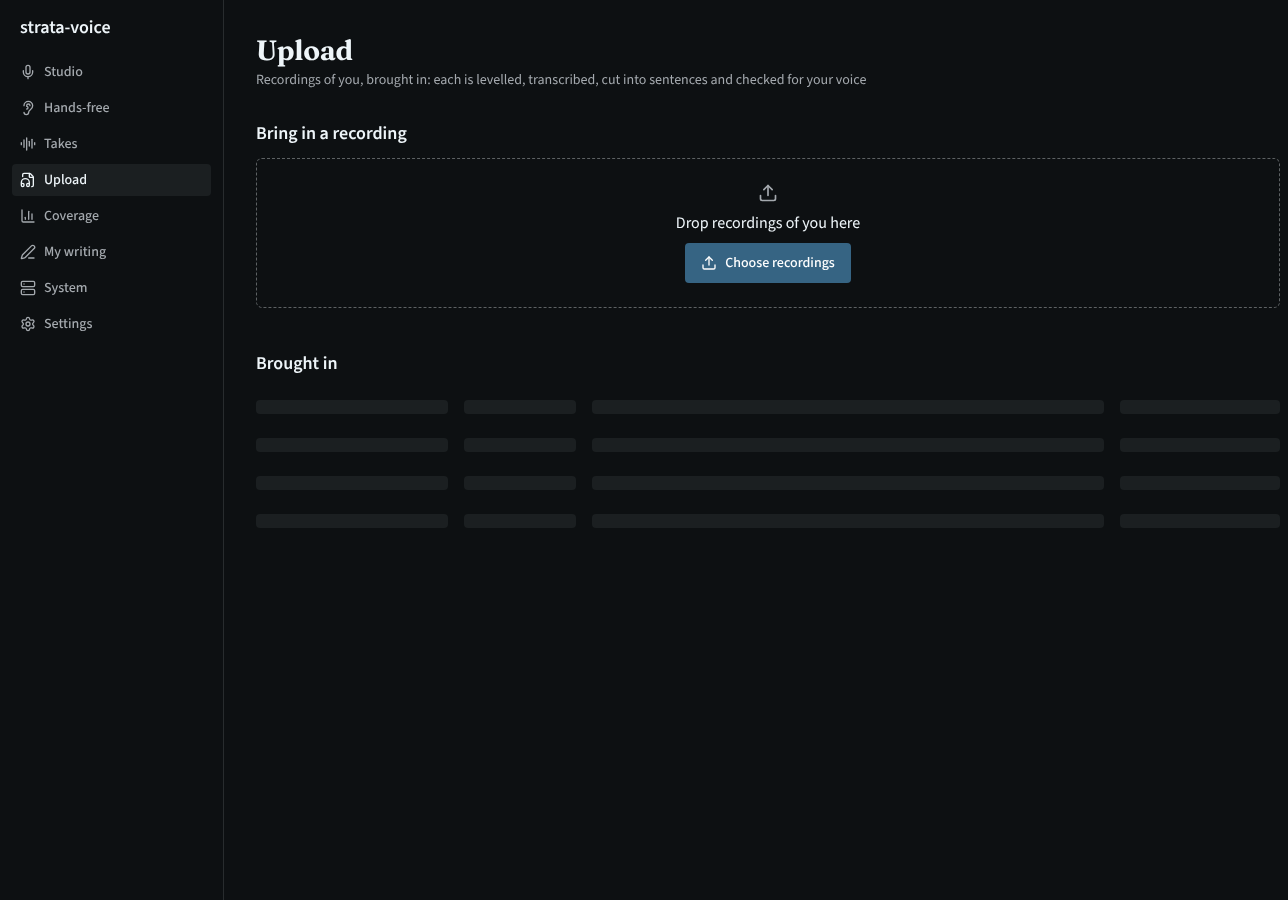 strata-voice
Studio
Hands-free
Takes
Upload
Coverage
My writing
System
Settings
Upload
Recordings of you, brought in: each is levelled, transcribed, cut into sentences and checked for your voice
Bring in a recording
Drop recordings of you here
Choose recordings
Brought in